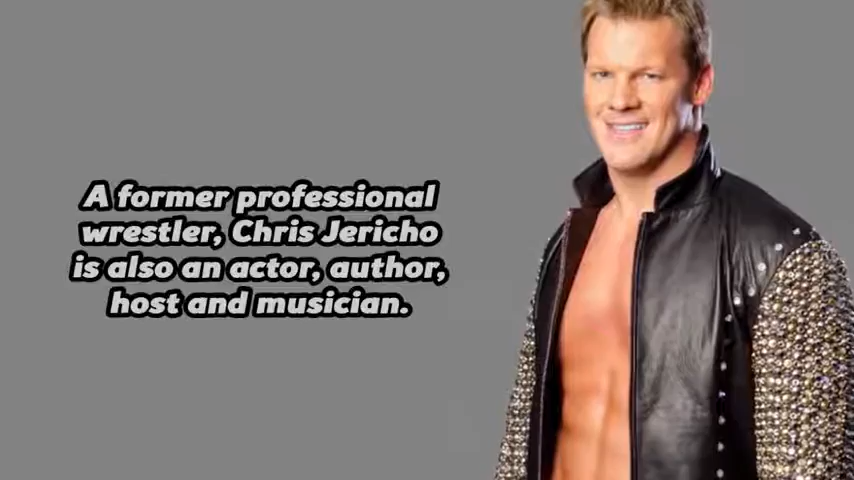 A former professional
wrestler, Chris Jericho
is also an actor, author,
host and musician.